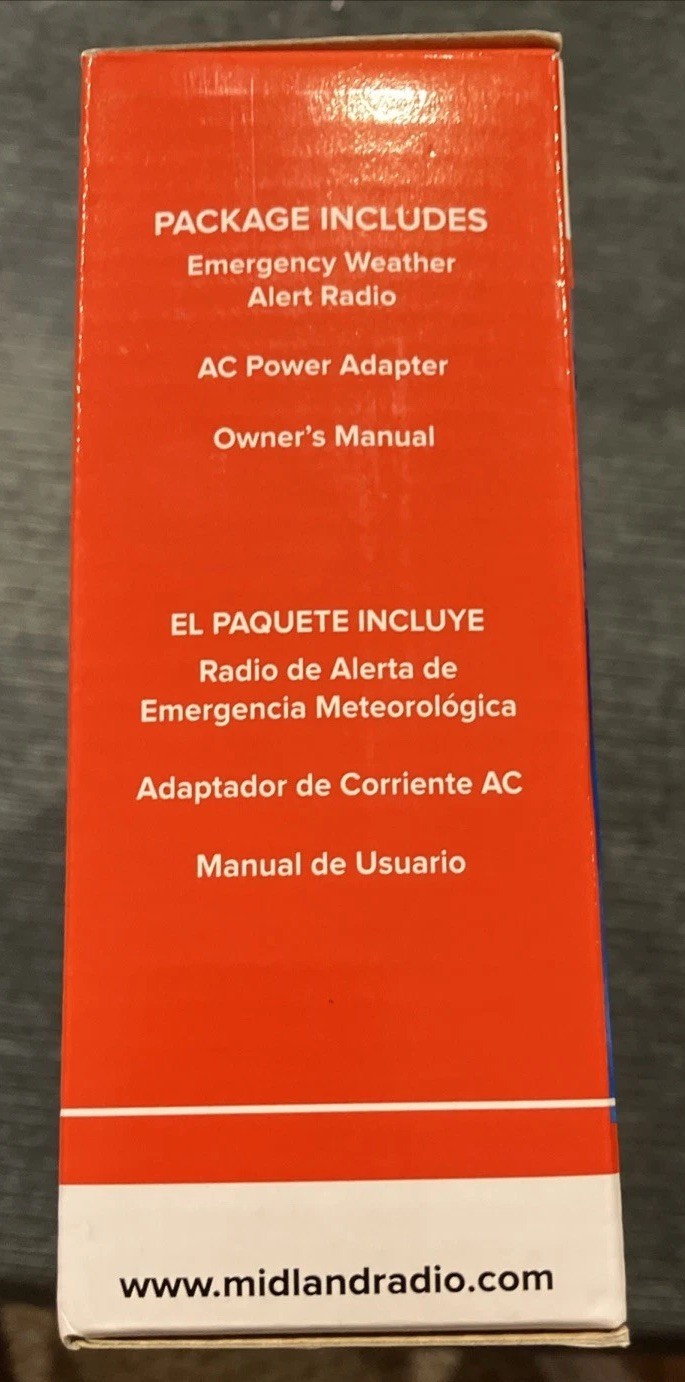 PACKAGE INCLUDES
Emergency Weather
Alert Radio
AC Power Adapter
Owner's Manual
EL PAQUETE INCLUYE
Radio de Alerta de
Emergencia Meteorológica
Adaptador de Corriente AC
Manual de Usuario
www.midlandradio.com